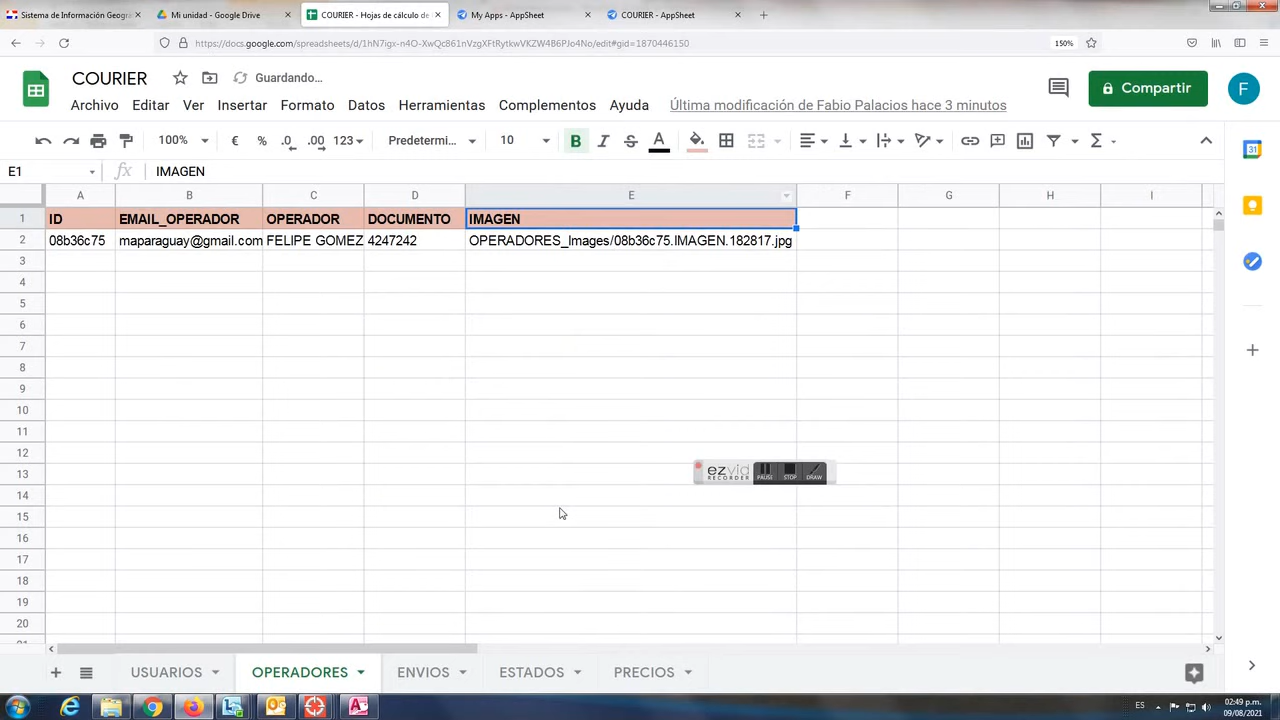 Sistema de Información Geogra
Mi unidad - Google Drive
COURIER - Hojas de cálculo de
My Apps - AppSheet
COURIER - AppSheet
https://docs.google.com/spreadsheets/d/1hN7igx-n4O-XwQc861nVzgXFtRyIvVKZW4B6Erb4No/edit#gid=1870446150
150%
COURIER
Guardando...
Archivo Editar Ver Insertar Formato Datos Herramientas Complementos Ayuda Última modificación de Fabio Palacios hace 3 minutos
Compartir
F
100% € % .0 .00 123 Predetermi... 10 B I S A Σ
31
E1 fx IMAGEN
A B C D E F G H I
1 ID EMAIL_OPERADOR OPERADOR DOCUMENTO IMAGEN
2 08b36c75 maparaguay@gmail.com FELIPE GOMEZ 4247242 OPERADORES_Images/08b36c75.IMAGEN.182817.jpg
3
4
5
6
7
8
9
10
11
12
13
14
15
16
17
18
19
20
ezvid
RECORDER
PAUSE STOP DRAW
USUARIOS OPERADORES ENVIOS ESTADOS PRECIOS
ES
02:49 p.m.
09/08/2021